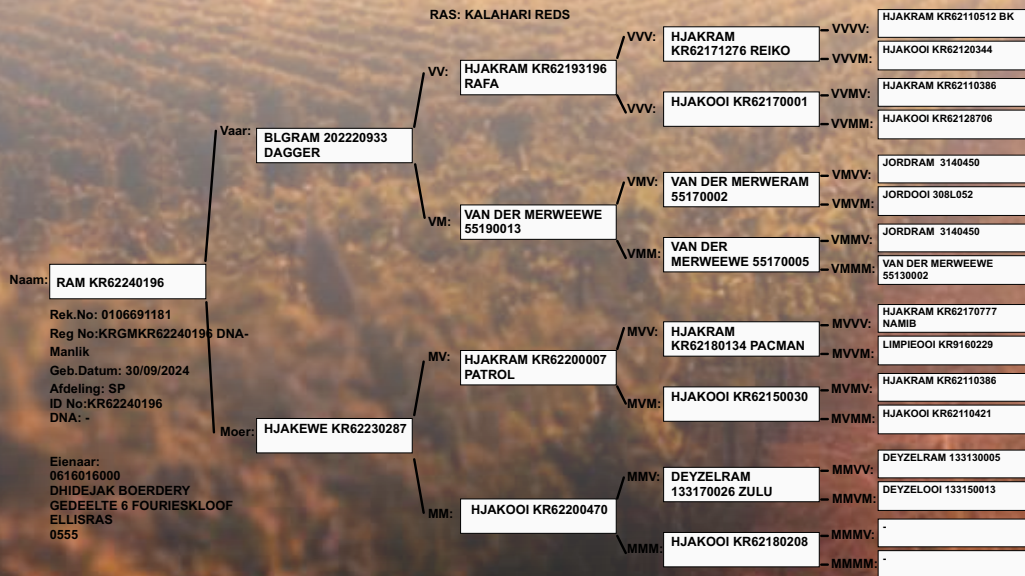 RAS: KALAHARI REDS
Naam:
RAM KR62240196
Rek.No: 0106691181
Reg No:KRGMKR62240196 DNA-
Manlik
Geb.Datum: 30/09/2024
Afdeling: SP
ID No:KR62240196
DNA: -
Eienaar:
0616016000
DHIDEJAK BOERDERY
GEDEELTE 6 FOURIESKLOOF
ELLISRAS
0555
Vaar:
BLGRAM 202220933
DAGGER
Moer:
HJAKEWE KR62230287
VV:
HJAKRAM KR62193196
RAFA
VM:
VAN DER MERWEEWE
55190013
MV:
HJAKRAM KR62200007
PATROL
MM:
HJAKOOI KR62200470
VVV:
HJAKRAM
KR62171276 REIKO
VVV:
HJAKOOI KR62170001
VMV:
VAN DER MERWERAM
55170002
VMM:
VAN DER
MERWEEWE 55170005
MVV:
HJAKRAM
KR62180134 PACMAN
MVM:
HJAKOOI KR62150030
MMV:
DEYZELRAM
133170026 ZULU
MMM:
HJAKOOI KR62180208
VVVV:
HJAKRAM KR62110512 BK
VVVM:
HJAKOOI KR62120344
VVMV:
HJAKRAM KR62110386
VVMM:
HJAKOOI KR62128706
VMVV:
JORDRAM 3140450
VMVM:
JORDOOI 308L052
VMMV:
JORDRAM 3140450
VMMM:
VAN DER MERWEEWE
55130002
MVVV:
HJAKRAM KR62170777
NAMIB
MVVM:
LIMPIEOOI KR9160229
MVMV:
HJAKRAM KR62110386
MVMM:
HJAKOOI KR62110421
MMVV:
DEYZELRAM 133130005
MMVM:
DEYZELOOI 133150013
MMMV:
-
MMMM:
-